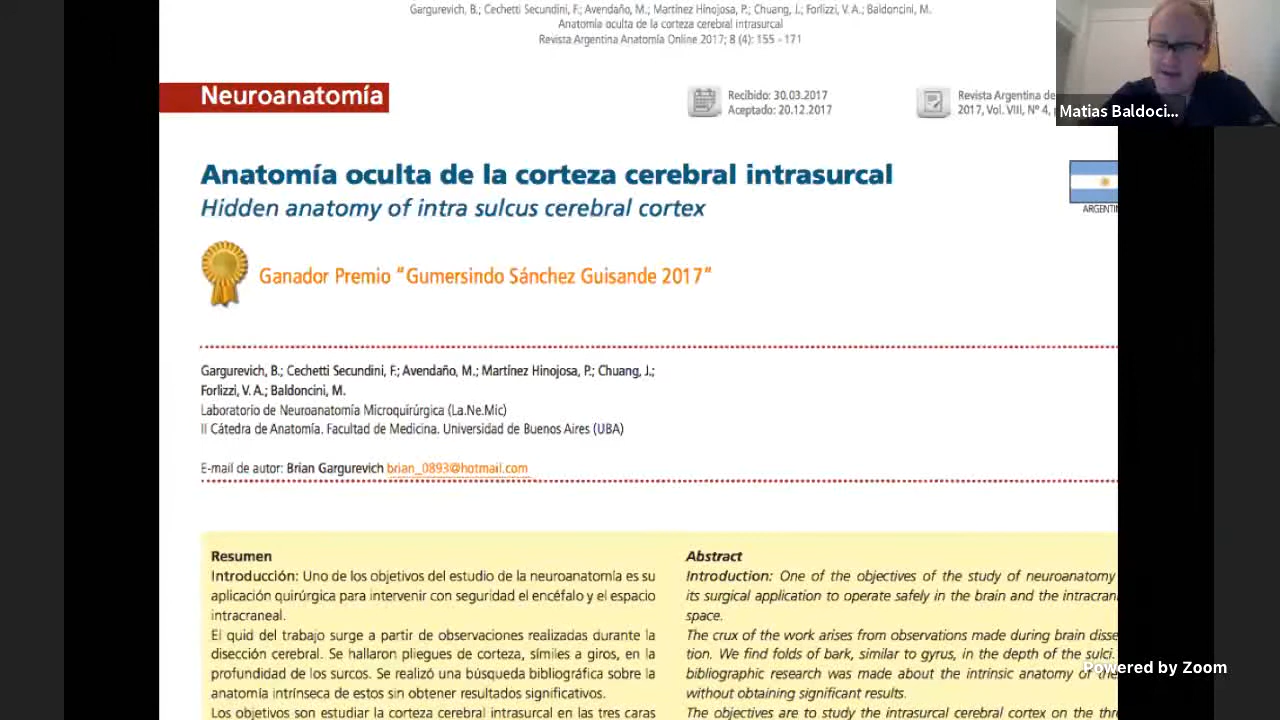 Gargurevich, B.; Cechetti Secundini, F.; Avendaño, M.; Martínez Hinojosa, P.; Chuang, J.; Forlizzi, V. A.; Baldoncini, M.
Anatomía oculta de la corteza cerebral intrasurcal
Revista Argentina Anatomía Online 2017; 8 (4): 155 - 171
Neuroanatomía
Recibido: 30.03.2017
Aceptado: 20.12.2017
Revista Argentina de
2017, Vol. VIII, Nº 4,
Matias Baldoci...
Anatomía oculta de la corteza cerebral intrasurcal
Hidden anatomy of intra sulcus cerebral cortex
ARGENTIN
Ganador Premio "Gumersindo Sánchez Guisande 2017"
Gargurevich, B.; Cechetti Secundini, F.; Avendaño, M.; Martínez Hinojosa, P.; Chuang, J.;
Forlizzi, V. A.; Baldoncini, M.
Laboratorio de Neuroanatomía Microquirúrgica (La.Ne.Mic)
II Cátedra de Anatomía. Facultad de Medicina. Universidad de Buenos Aires (UBA)
E-mail de autor: Brian Gargurevich brian_0893@hotmail.com
Resumen
Introducción: Uno de los objetivos del estudio de la neuroanatomía es su
aplicación quirúrgica para intervenir con seguridad el encéfalo y el espacio
intracraneal.
El quid del trabajo surge a partir de observaciones realizadas durante la
disección cerebral. Se hallaron pliegues de corteza, símiles a giros, en la
profundidad de los surcos. Se realizó una búsqueda bibliográfica sobre la
anatomía intrínseca de estos sin obtener resultados significativos.
Los objetivos son estudiar la corteza cerebral intrasurcal en las tres caras
Abstract
Introduction: One of the objectives of the study of neuroanatomy
its surgical application to operate safely in the brain and the intracran
space.
The crux of the work arises from observations made during brain disse
tion. We find folds of bark, similar to gyrus, in the depth of the sulci.
bibliographic research was made about the intrinsic anatomy of the
without obtaining significant results.
The objectives are to study the intrasurcal cerebral cortex on the thr
Powered by Zoom